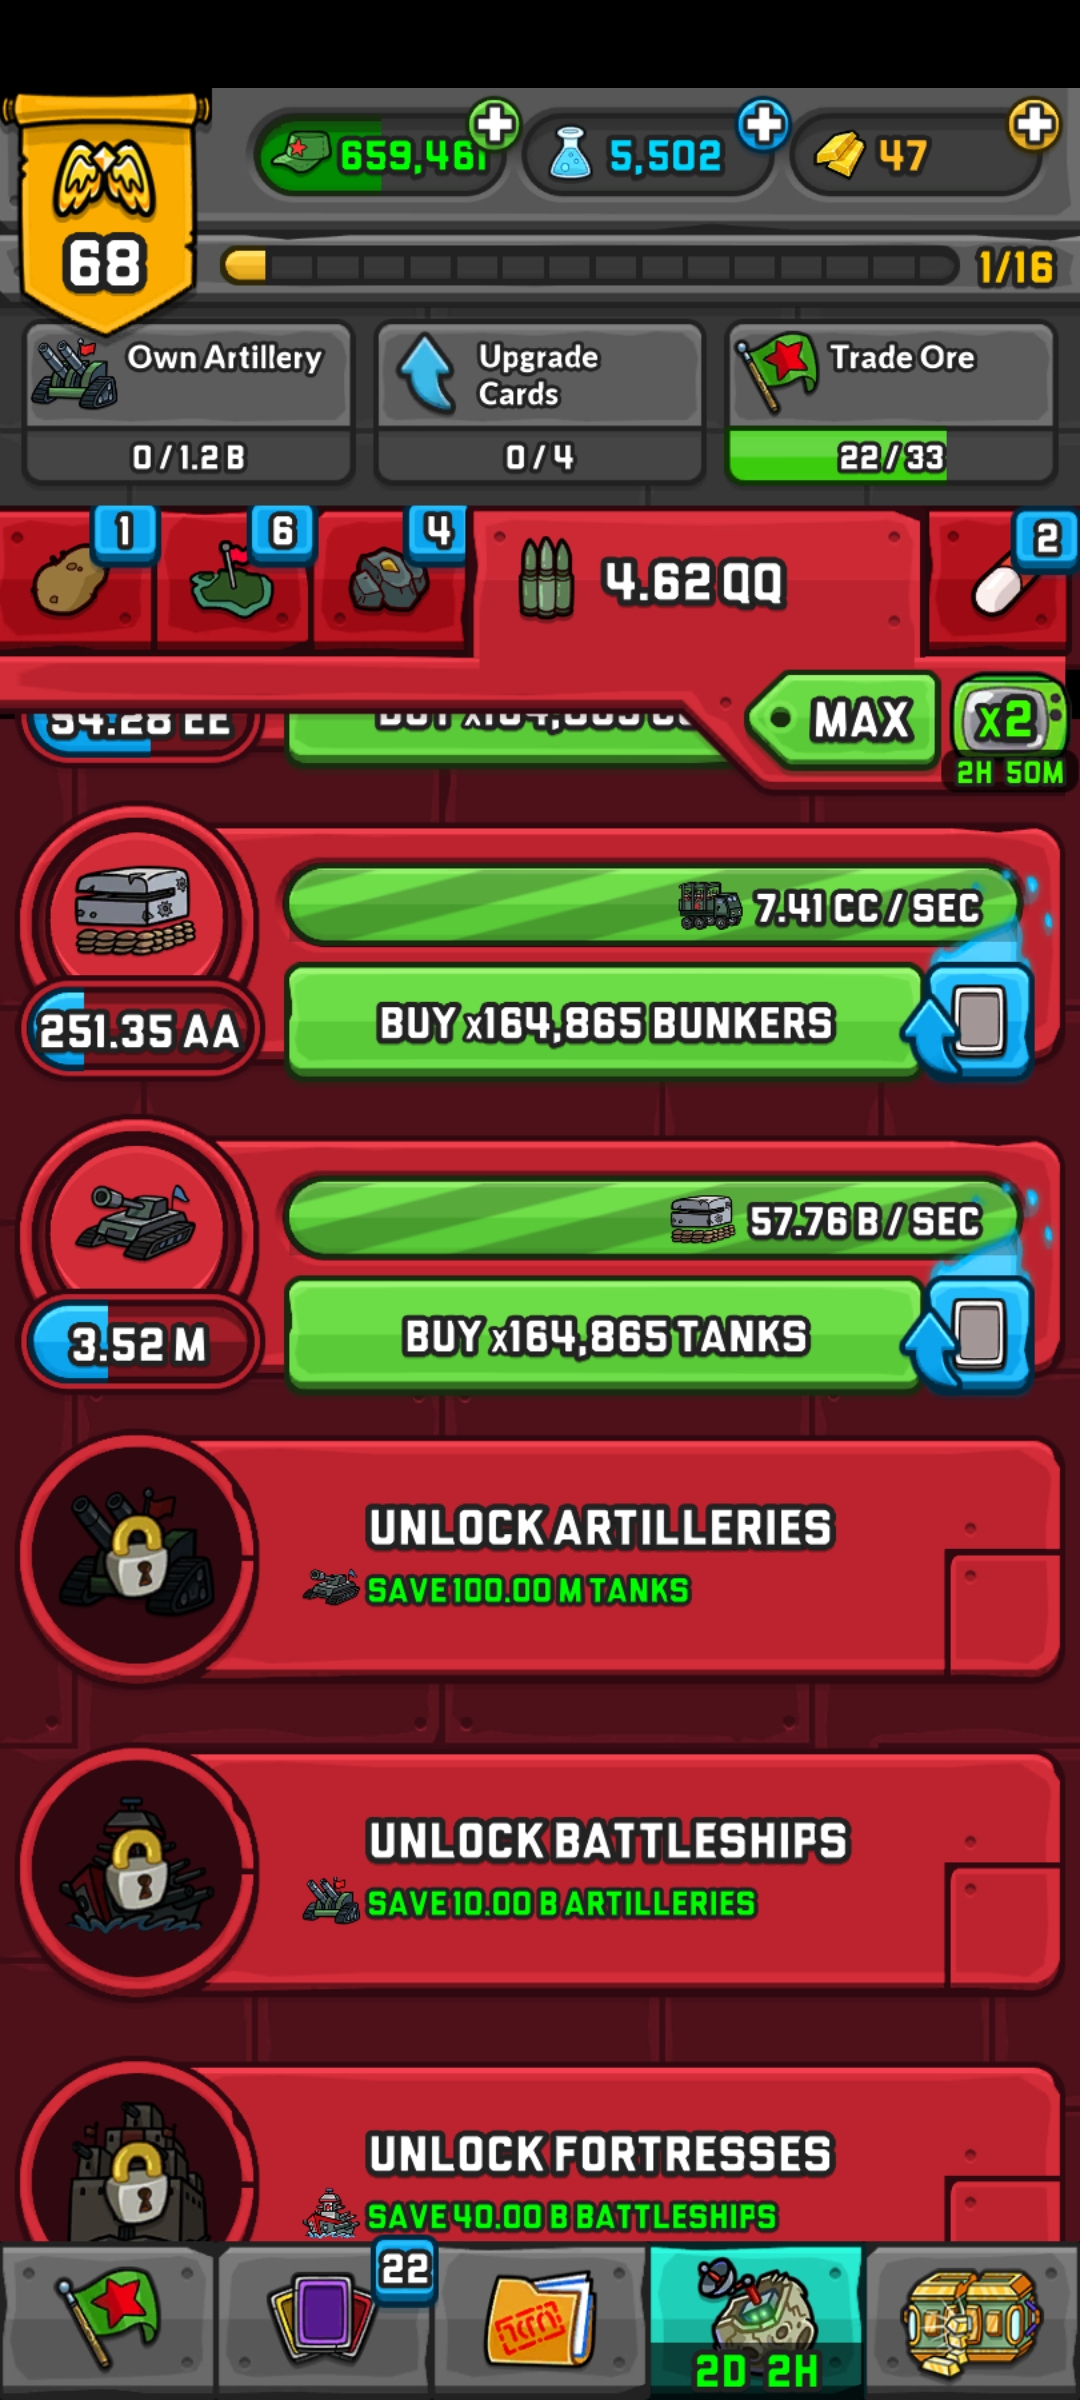 659,461
5,502
47
68
1/16
Own Artillery
0 / 1.2 B
Upgrade
Cards
0 / 4
Trade Ore
22 / 33
1
6
4
4.62 QQ
2
MAX
x2
2H 50M
54.28 EE
7.41 CC / SEC
251.35 AA
BUY x164,865 BUNKERS
57.76 B / SEC
3.52 M
BUY x164,865 TANKS
UNLOCK ARTILLERIES
SAVE 100.00 M TANKS
UNLOCK BATTLESHIPS
SAVE 10.00 B ARTILLERIES
UNLOCK FORTRESSES
SAVE 40.00 B BATTLESHIPS
22
2D 2H